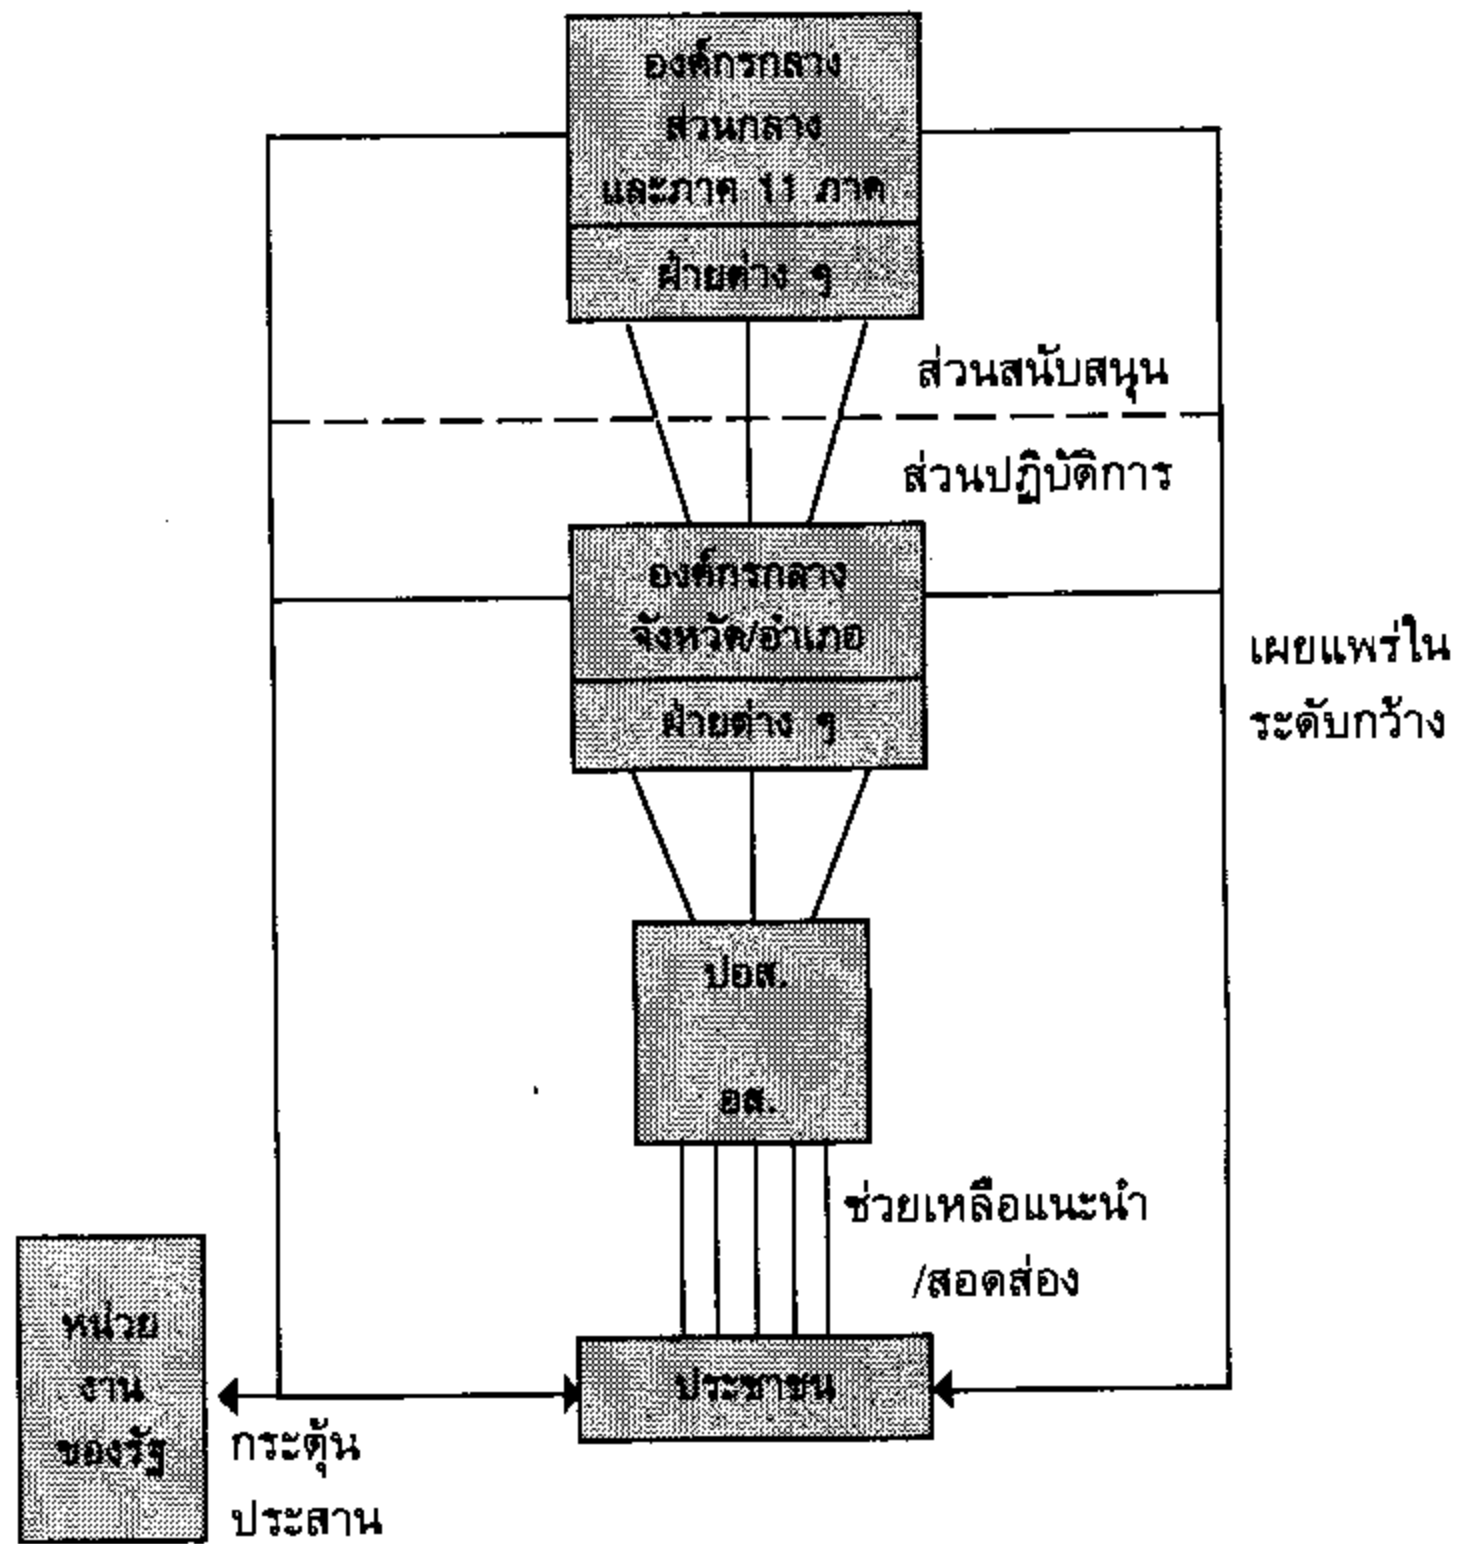 องค์กรกลาง
ส่วนกลาง
และภาค 11 ภาค
ฝ่ายต่าง ๆ
ส่วนสนับสนุน
ส่วนปฏิบัติการ
องค์กรกลาง
จังหวัด/อำเภอ
ฝ่ายต่าง ๆ
เผยแพร่ใน
ระดับกว้าง
ปอส.
อส.
ช่วยเหลือแนะนำ
/สอดส่อง
หน่วย
งาน
ของรัฐ
ประชาชน
กระตุ้น
ประสาน